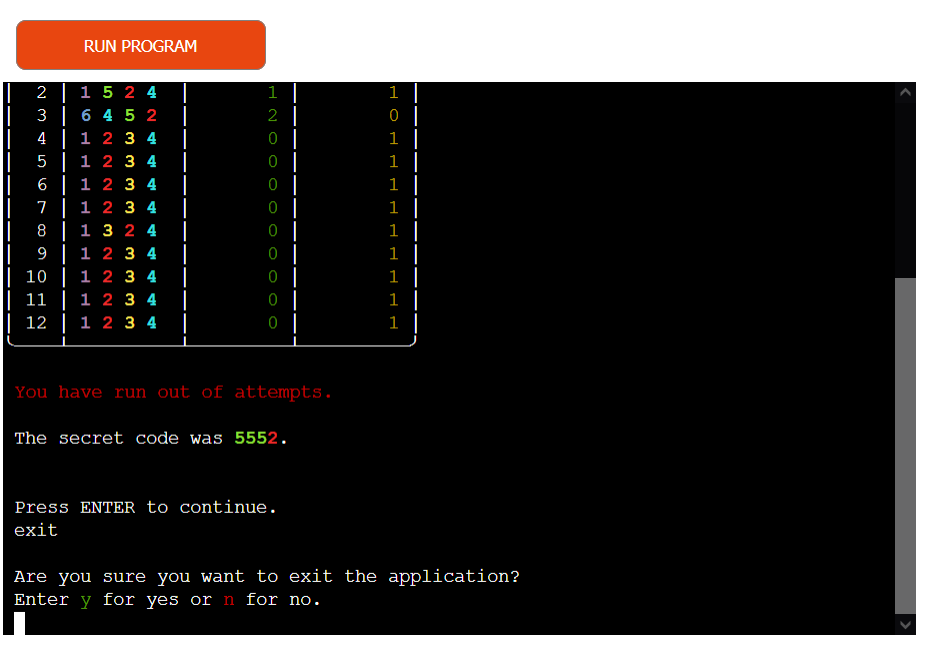 RUN PROGRAM
| 2 | 1 5 2 4 | 1 | 1 |
| 3 | 6 4 5 2 | 2 | 0 |
| 4 | 1 2 3 4 | 0 | 1 |
| 5 | 1 2 3 4 | 0 | 1 |
| 6 | 1 2 3 4 | 0 | 1 |
| 7 | 1 2 3 4 | 0 | 1 |
| 8 | 1 3 2 4 | 0 | 1 |
| 9 | 1 2 3 4 | 0 | 1 |
| 10 | 1 2 3 4 | 0 | 1 |
| 11 | 1 2 3 4 | 0 | 1 |
| 12 | 1 2 3 4 | 0 | 1 |
You have run out of attempts.
The secret code was 5552.
Press ENTER to continue.
exit
Are you sure you want to exit the application?
Enter y for yes or n for no.